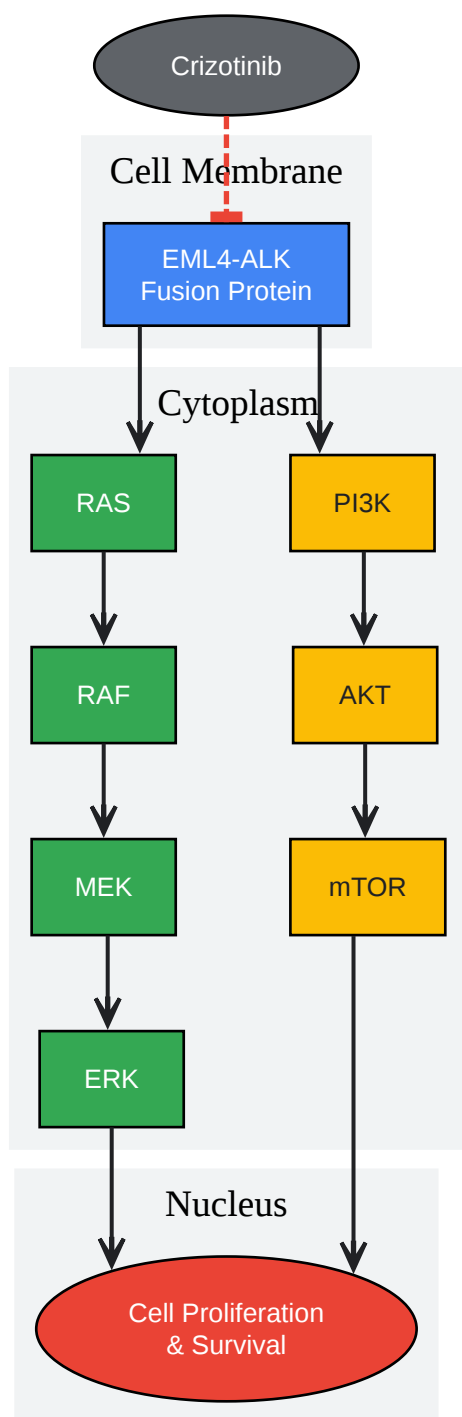 Crizotinib
Cell Membrane
EML4-ALK
Fusion Protein
Cytoplasm
RAS
PI3K
RAF
AKT
MEK
mTOR
ERK
Nucleus
Cell Proliferation
& Survival